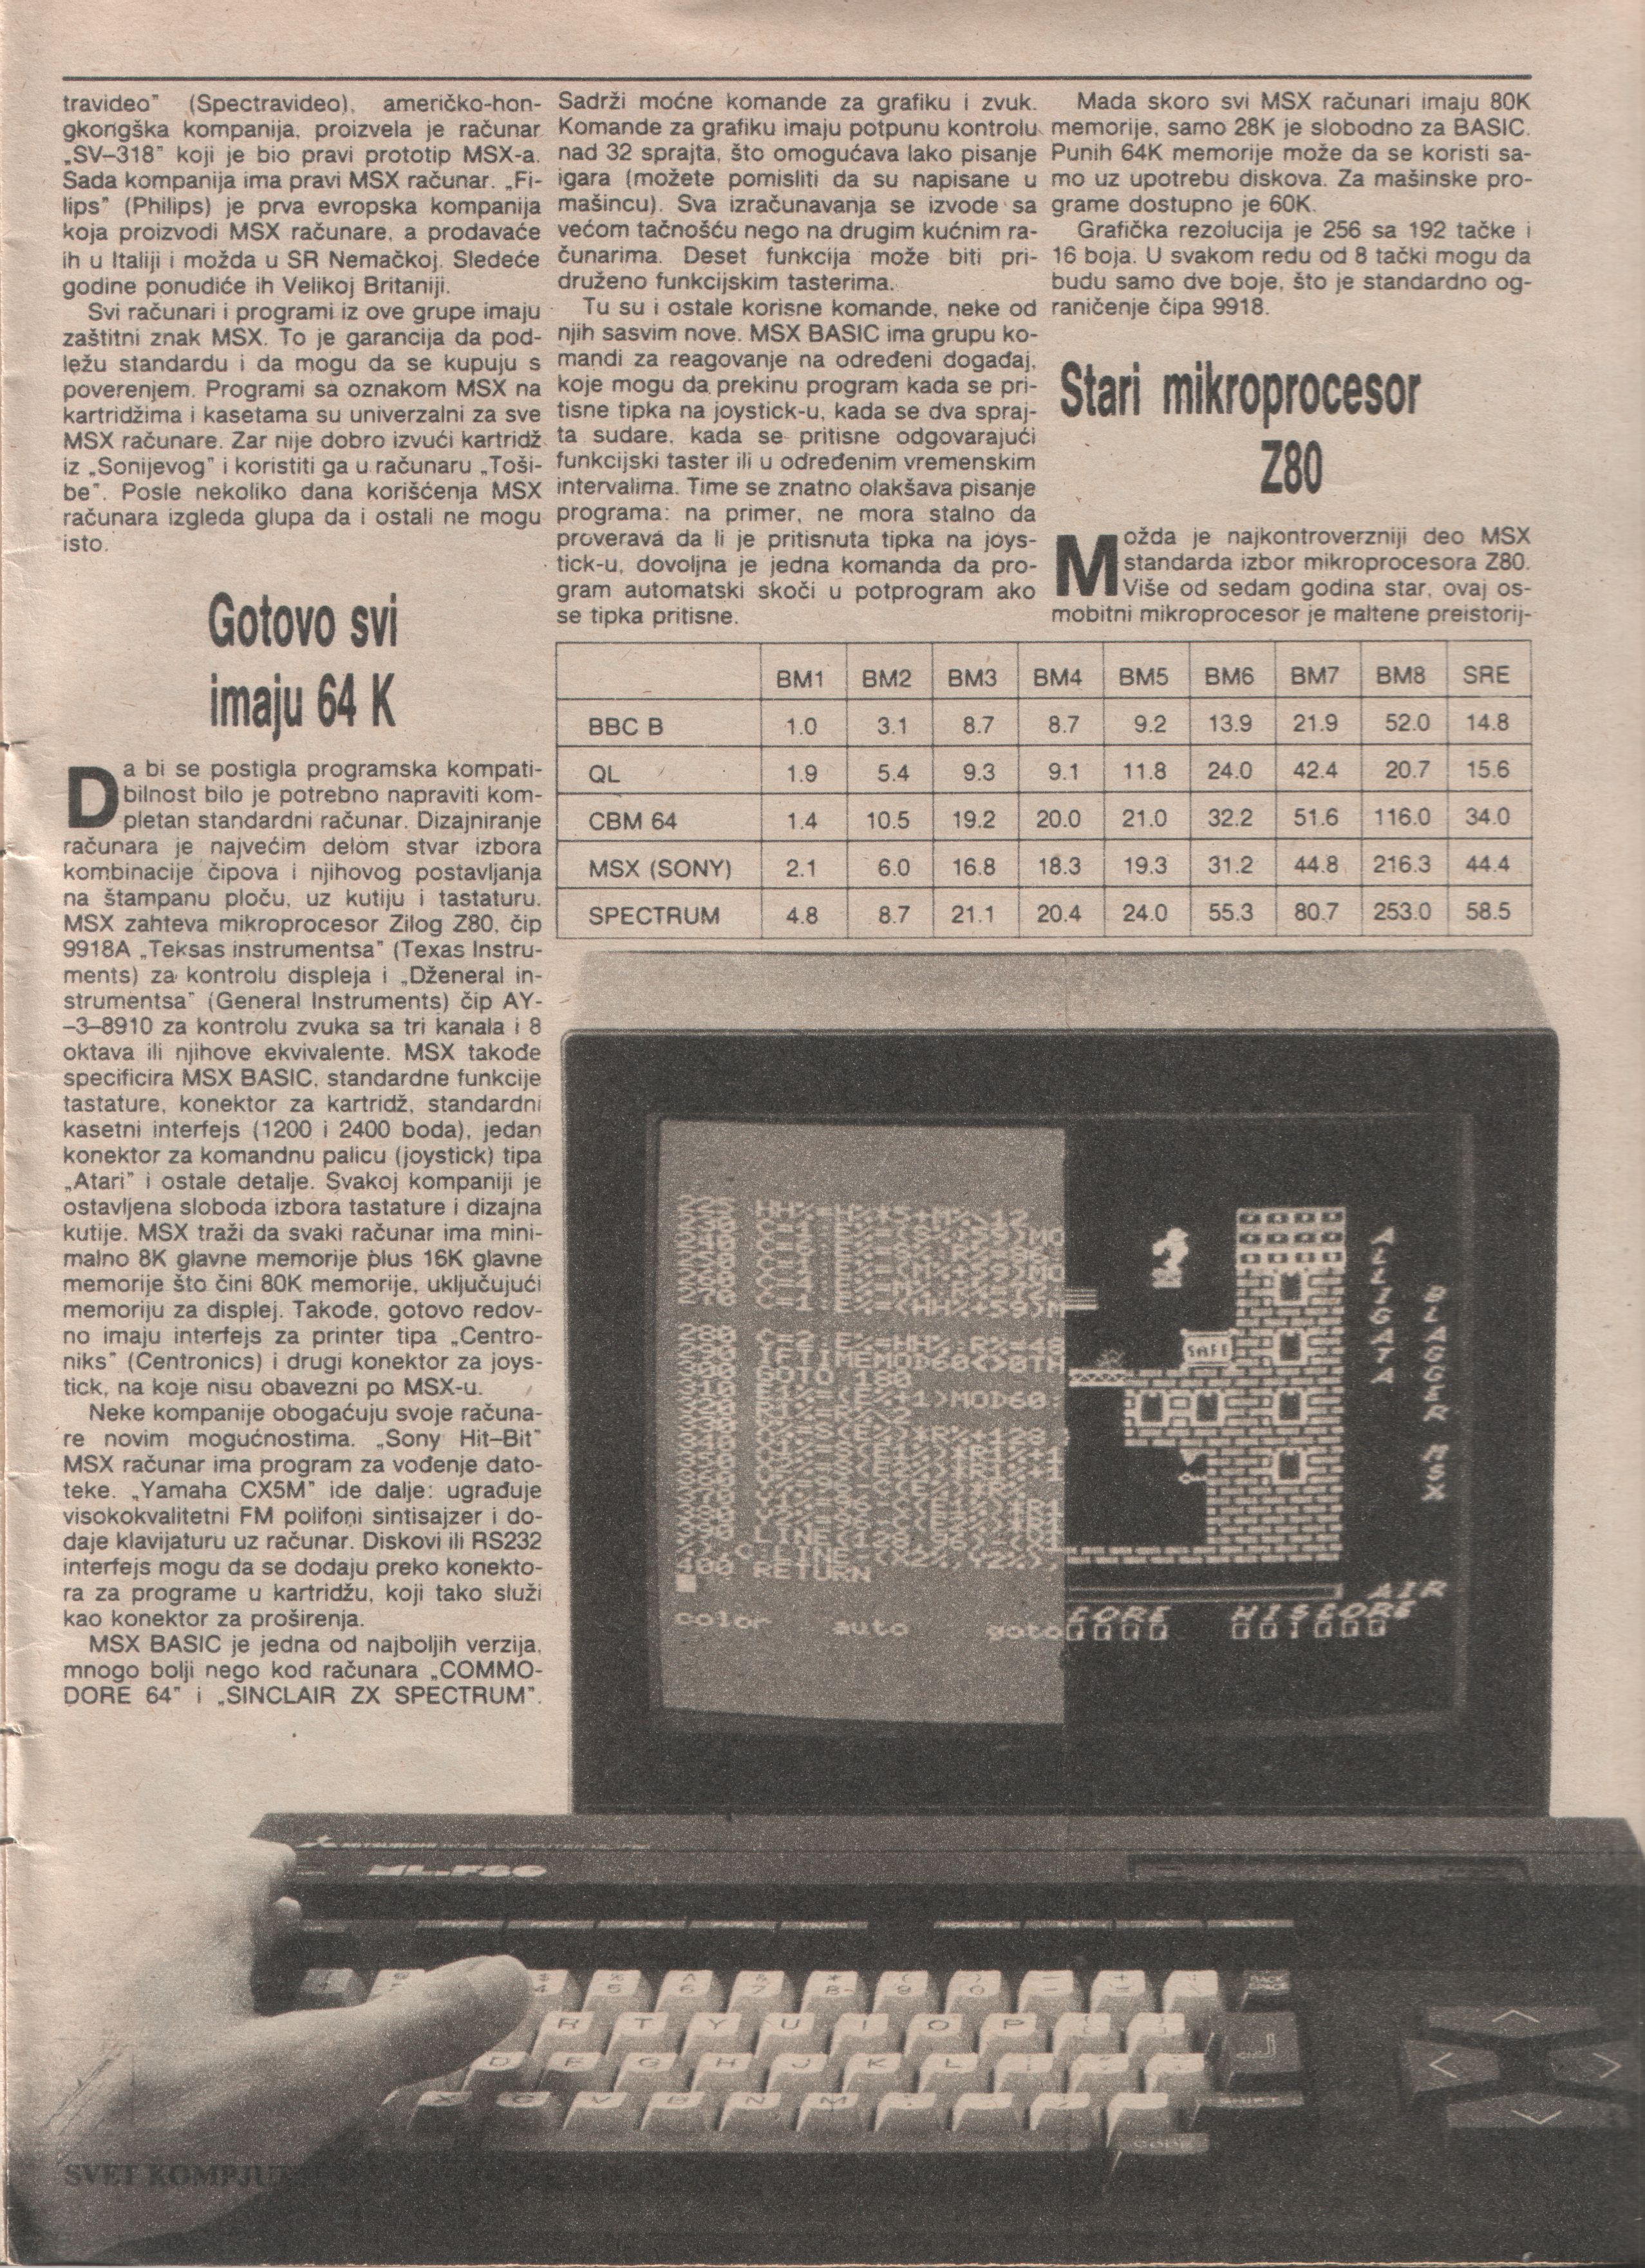 travideo” (Spectravideo), američko-hon-
gkongška kompanija, proizvela je računar
„SV–318” koji je bio pravi prototip MSX-a.
Sada kompanija ima pravi MSX računar. „Fi-
lips” (Philips) je prva evropska kompanija
koja proizvodi MSX računare, a prodavaće
ih u Italiji i možda u SR Nemačkoj. Sledeće
godine ponudiće ih Velikoj Britaniji.
Svi računari i programi iz ove grupe imaju
zaštitni znak MSX. To je garancija da pod-
ležu standardu i da mogu da se kupuju s
poverenjem. Programi sa oznakom MSX na
kartridžima i kasetama su univerzalni za sve
MSX računare. Zar nije dobro izvući kartridž
iz „Sonijevog” i koristiti ga u računaru „Toši-
be”. Posle nekoliko dana korišćenja MSX
računara izgleda glupa da i ostali ne mogu
isto.
Gotovo svi
imaju 64 K
Da bi se postigla programska kompati-
bilnost bilo je potrebno napraviti kom-
pletan standardni računar. Dizajniranje
računara je najvećim delom stvar izbora
kombinacije čipova i njihovog postavljanja
na štampanu ploču, uz kutiju i tastaturu.
MSX zahteva mikroprocesor Zilog Z80, čip
9918A „Teksas instrumentsa” (Texas Instru-
ments) za kontrolu displeja i „Dženeral in-
strumentsa” (General Instruments) čip AY-
–3–8910 za kontrolu zvuka sa tri kanala i 8
oktava ili njihove ekvivalente. MSX takođe
specificira MSX BASIC, standardne funkcije
tastature, konektor za kartridž, standardni
kasetni interfejs (1200 i 2400 boda), jedan
konektor za komandnu palicu (joystick) tipa
„Atari” i ostale detalje. Svakoj kompaniji je
ostavljena sloboda izbora tastature i dizajna
kutije. MSX traži da svaki računar ima mini-
malno 8K glavne memorije plus 16K glavne
memorije što čini 80K memorije, uključujući
memoriju za displej. Takođe, gotovo redov-
no imaju interfejs za printer tipa „Centro-
niks” (Centronics) i drugi konektor za joys-
tick, na koje nisu obavezni po MSX-u.
Neke kompanije obogaćuju svoje računa-
re novim mogućnostima. „Sony Hit–Bit”
MSX računar ima program za vođenje dato-
teke. „Yamaha CX5M” ide dalje: ugrađuje
visokokvalitetni FM polifoni sintisajzer i do-
daje klavijaturu uz računar. Diskovi ili RS232
interfejs mogu da se dodaju preko konekto-
ra za programe u kartridžu, koji tako služi
kao konektor za proširenja.
MSX BASIC je jedna od najboljih verzija,
mnogo bolji nego kod računara „COMMO-
DORE 64” i „SINCLAIR ZX SPECTRUM”.
Sadrži moćne komande za grafiku i zvuk.
Komande za grafiku imaju potpunu kontrolu
nad 32 sprajta, što omogućava lako pisanje
igara (možete pomisliti da su napisane u
mašincu). Sva izračunavanja se izvode sa
većom tačnošću nego na drugim kućnim ra-
čunarima. Deset funkcija može biti pri-
druženo funkcijskim tasterima.
Tu su i ostale korisne komande, neke od
njih sasvim nove. MSX BASIC ima grupu ko-
mandi za reagovanje na određeni događaj,
koje mogu da prekinu program kada se pri-
tisne tipka na joystick-u, kada se dva spraj-
ta sudare, kada se pritisne odgovarajući
funkcijski taster ili u određenim vremenskim
intervalima. Time se znatno olakšava pisanje
programa: na primer, ne mora stalno da
proverava da li je pritisnuta tipka na joys-
tick-u, dovoljna je jedna komanda da pro-
gram automatski skoči u potprogram ako
se tipka pritisne.
Mada skoro svi MSX računari imaju 80K
memorije, samo 28K je slobodno za BASIC.
Punih 64K memorije može da se koristi sa-
mo uz upotrebu diskova. Za mašinske pro-
grame dostupno je 60K.
Grafička rezolucija je 256 sa 192 tačke i
16 boja. U svakom redu od 8 tački mogu da
budu samo dve boje, što je standardno og-
raničenje čipa 9918.
Stari mikroprocesor
Z80
Možda je najkontroverzniji deo MSX
standarda izbor mikroprocesora Z80.
Više od sedam godina star, ovaj os-
mobitni mikroprocesor je maltene preistorij-
BM1 BM2 BM3 BM4 BM5 BM6 BM7 BM8 SRE
BBC B 1.0 3.1 8.7 8.7 9.2 13.9 21.9 52.0 14.8
QL 1.9 5.4 9.3 9.1 11.8 24.0 42.4 20.7 15.6
CBM 64 1.4 10.5 19.2 20.0 21.0 32.2 51.6 116.0 34.0
MSX (SONY) 2.1 6.0 16.8 18.3 19.3 31.2 44.8 216.3 44.4
SPECTRUM 4.8 8.7 21.1 20.4 24.0 55.3 80.7 253.0 58.5
GOTO 180
400 RETURN
color auto goto
SAFE
ALLIGATA
BLAGGER MSX
AIR
CORE HISCORE
0000 001000
MITSUBISHI HOME COMPUTER
ML-F80
BACK SPACE
4 5 6 7 8 9 0
R T Y U I O P
D F G H J K L
X C V B N M
SHIFT
CODE
SVET KOMPJUT